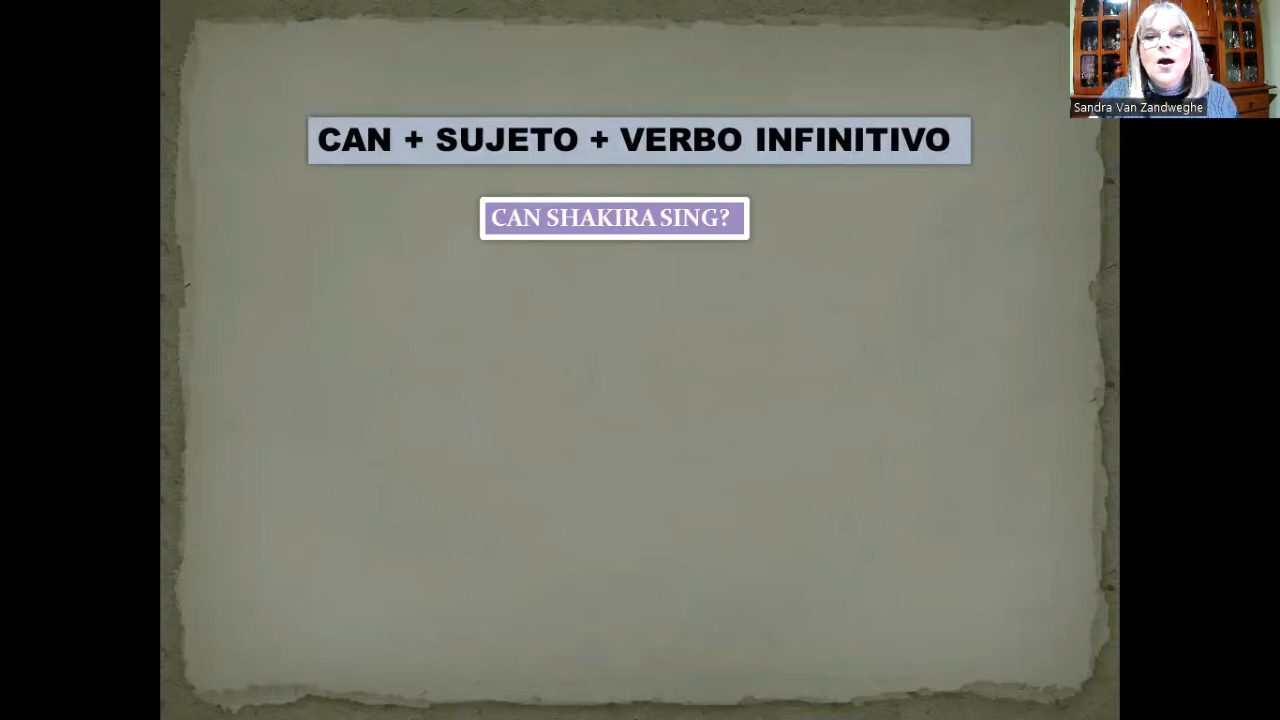 CAN + SUJETO + VERBO INFINITIVO
CAN SHAKIRA SING?
Sandra Van Zandweghe